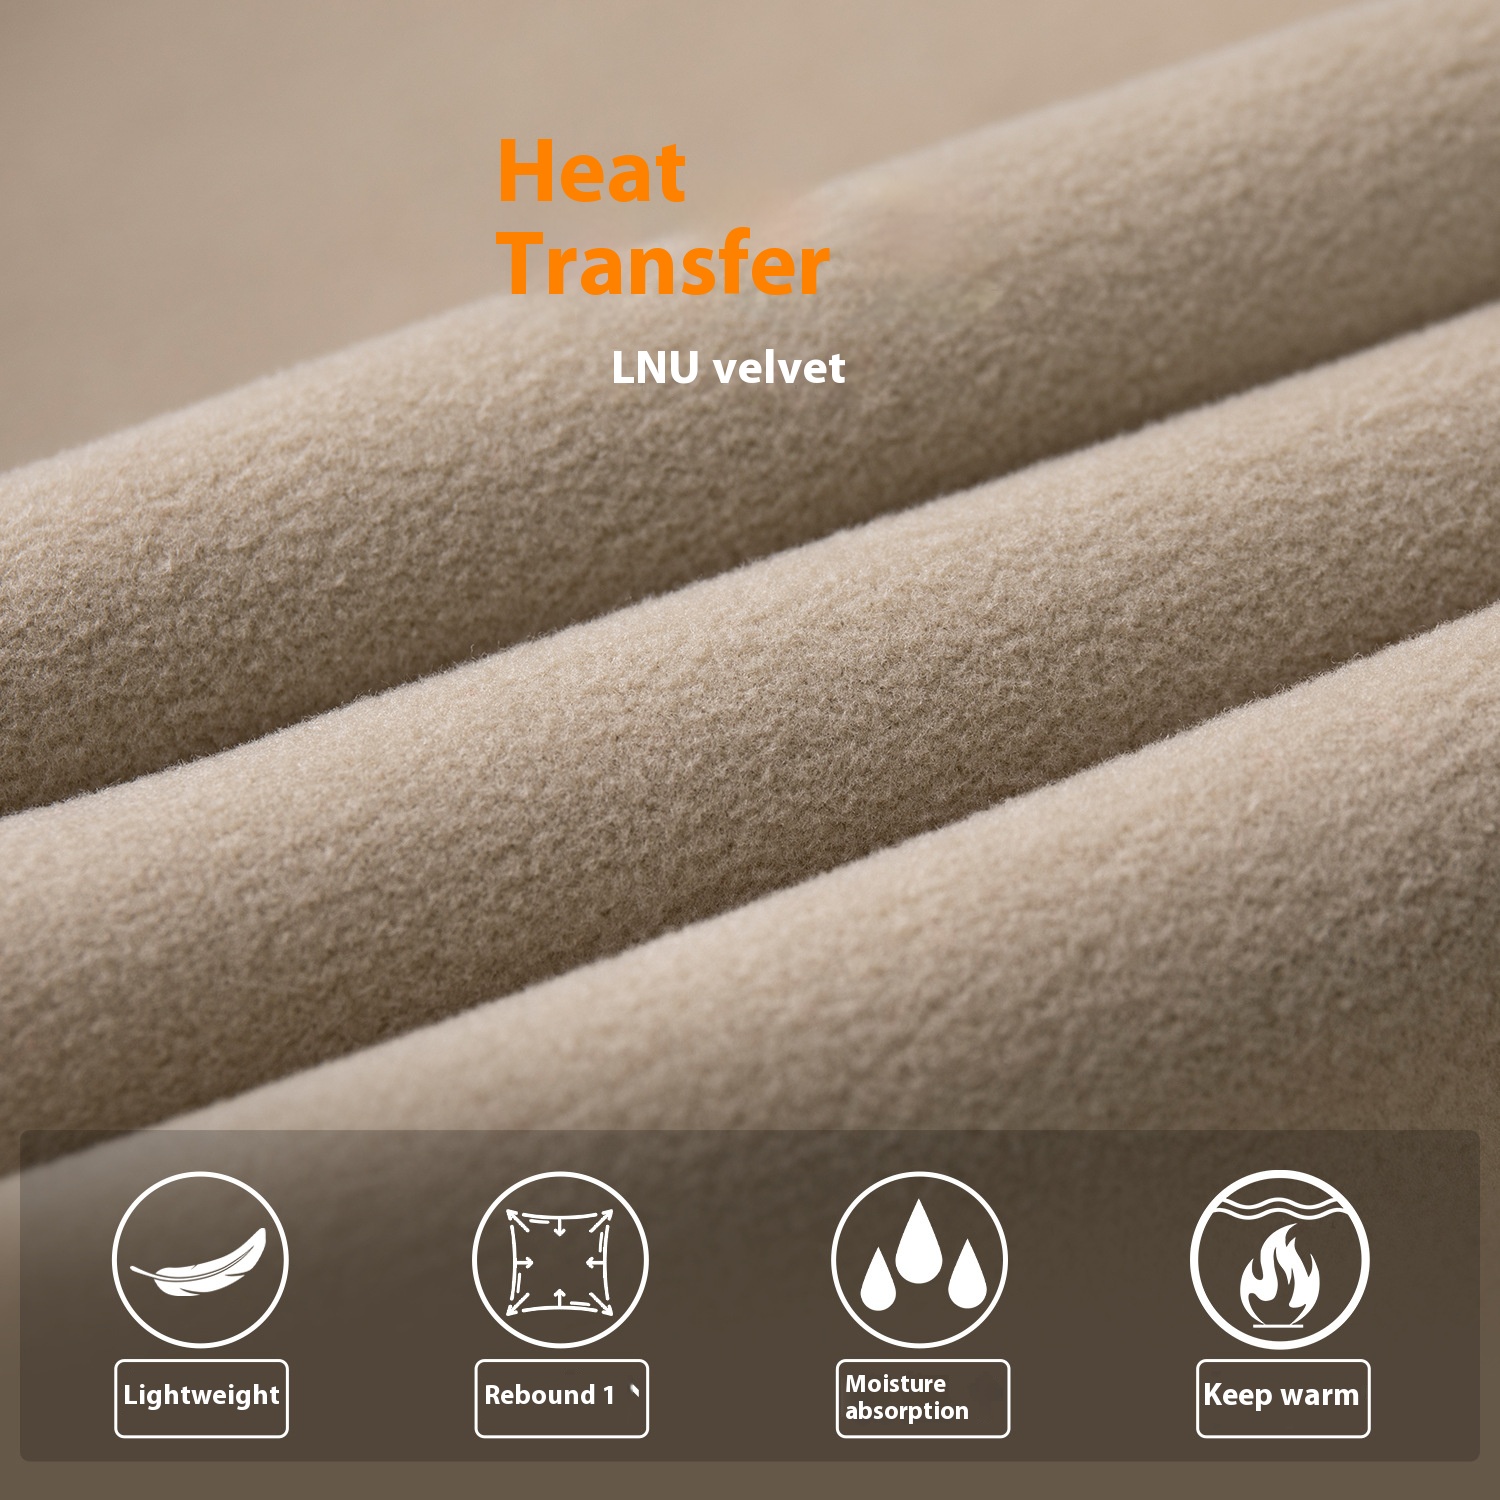 Heat
Transfer
LNU velvet
Lightweight
Rebound 1
Moisture
absorption
Keep warm